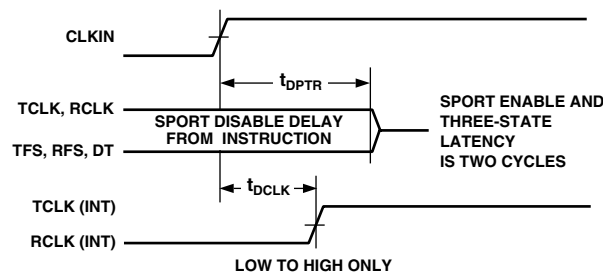 CLKIN
tDPTR
TCLK, RCLK
SPORT DISABLE DELAY
FROM INSTRUCTION
TFS, RFS, DT
SPORT ENABLE AND
THREE-STATE
LATENCY
IS TWO CYCLES
tDCLK
TCLK (INT)
RCLK (INT)
LOW TO HIGH ONLY